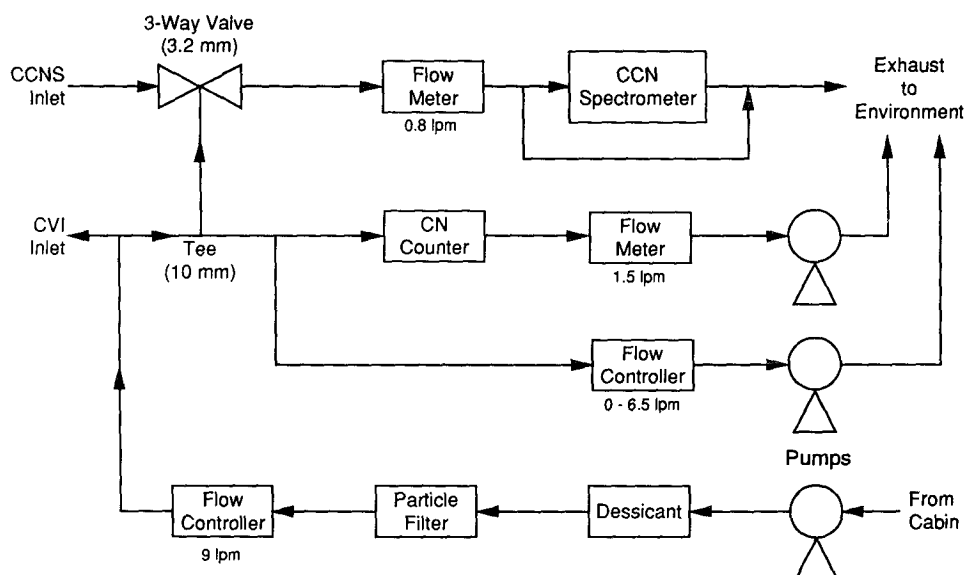 3-Way Valve
(3.2 mm)
CCNS
Inlet
Flow
Meter
0.8 lpm
CCN
Spectrometer
Exhaust
to
Environment
CVI
Inlet
Tee
(10 mm)
CN
Counter
Flow
Meter
1.5 lpm
Flow
Controller
0 - 6.5 lpm
Pumps
Flow
Controller
9 lpm
Particle
Filter
Dessicant
From
Cabin